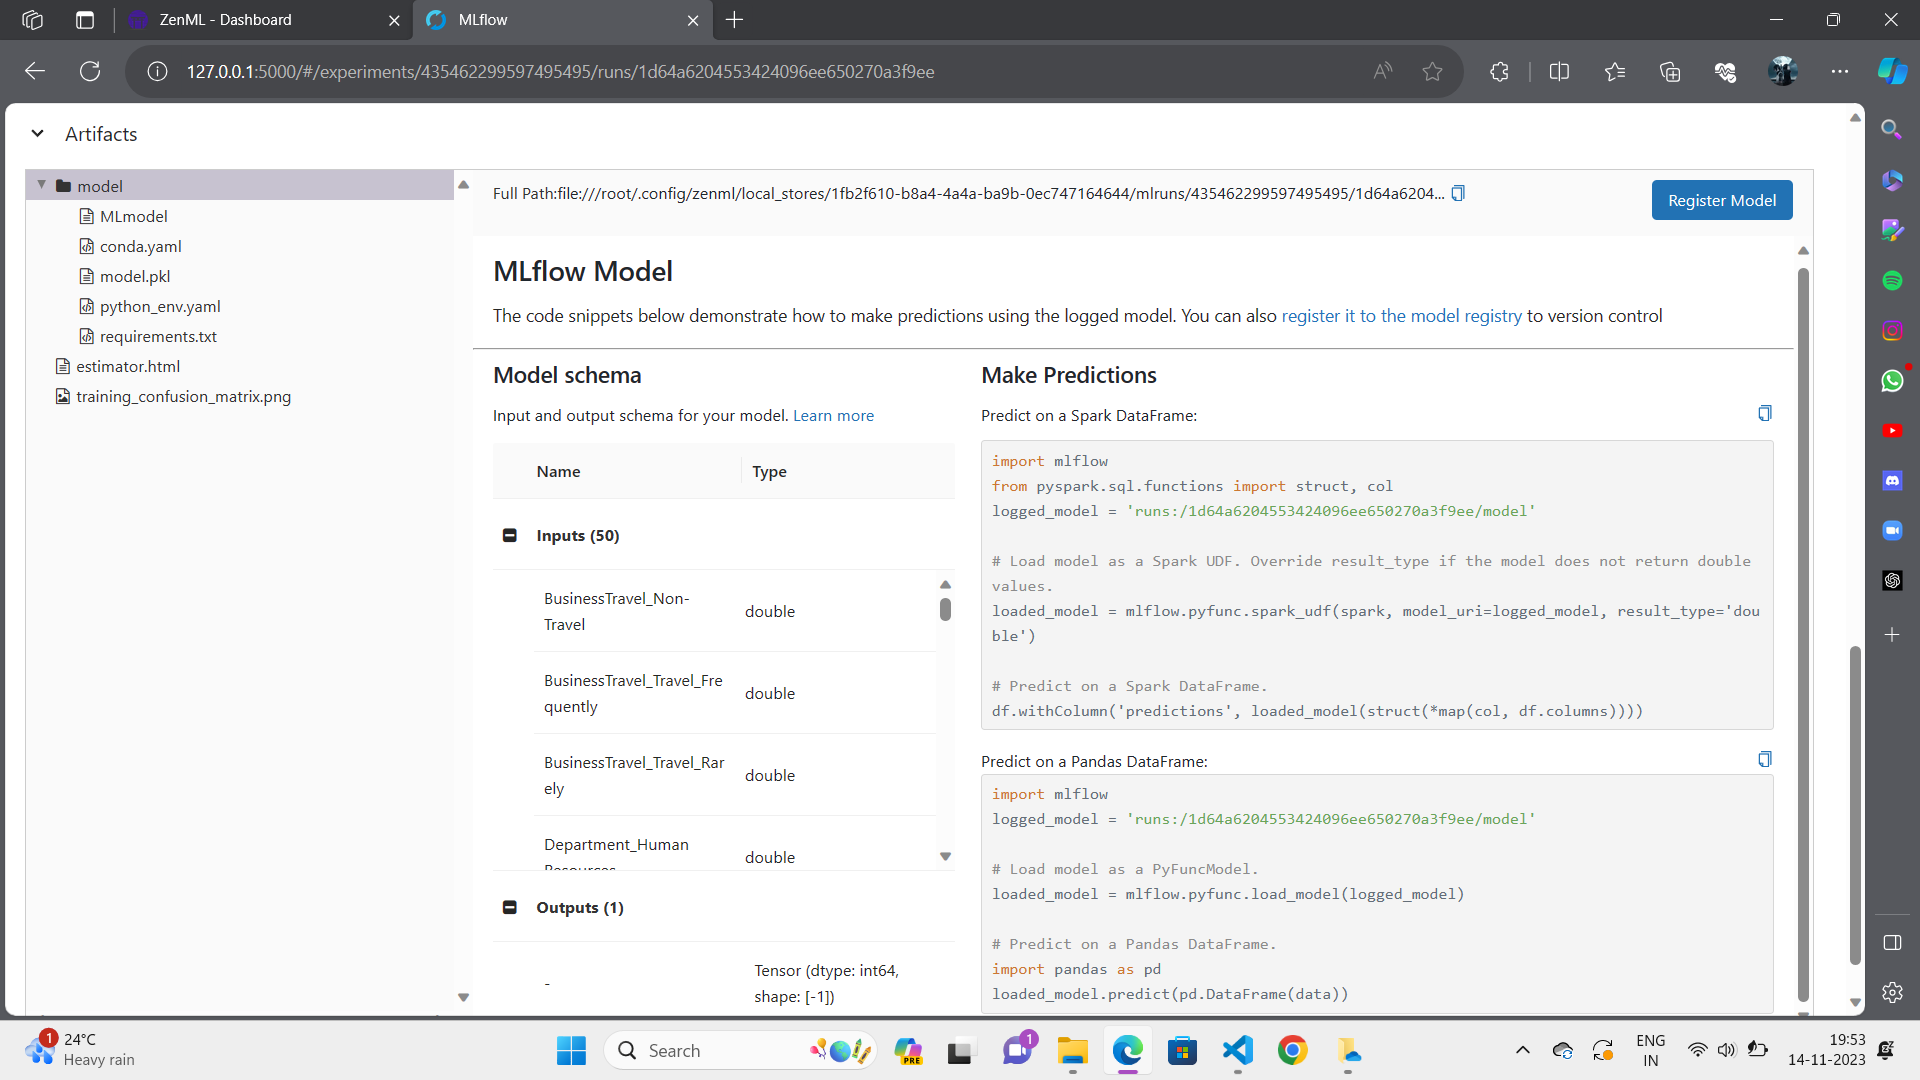 ZenML - Dashboard
MLflow
127.0.0.1:5000/#/experiments/435462299597495495/runs/1d64a6204553424096ee650270a3f9ee
Artifacts
model
MLmodel
conda.yaml
model.pkl
python_env.yaml
requirements.txt
estimator.html
training_confusion_matrix.png
Full Path:file:///root/.config/zenml/local_stores/1fb2f610-b8a4-4a4a-ba9b-0ec747164644/mlruns/435462299597495495/1d64a6204...
Register Model
MLflow Model
The code snippets below demonstrate how to make predictions using the logged model. You can also register it to the model registry to version control
Model schema
Input and output schema for your model. Learn more
Name Type
Inputs (50)
BusinessTravel_Non-
Travel
double
BusinessTravel_Travel_Fre
quently
double
BusinessTravel_Travel_Rar
ely
double
Department_Human
Resources
double
Outputs (1)
-
Tensor (dtype: int64,
shape: [-1])
Make Predictions
Predict on a Spark DataFrame:
import mlflow
from pyspark.sql.functions import struct, col
logged_model = 'runs:/1d64a6204553424096ee650270a3f9ee/model'
# Load model as a Spark UDF. Override result_type if the model does not return double
values.
loaded_model = mlflow.pyfunc.spark_udf(spark, model_uri=logged_model, result_type='dou
ble')
# Predict on a Spark DataFrame.
df.withColumn('predictions', loaded_model(struct(*map(col, df.columns))))
Predict on a Pandas DataFrame:
import mlflow
logged_model = 'runs:/1d64a6204553424096ee650270a3f9ee/model'
# Load model as a PyFuncModel.
loaded_model = mlflow.pyfunc.load_model(logged_model)
# Predict on a Pandas DataFrame.
import pandas as pd
loaded_model.predict(pd.DataFrame(data))
1
24°C
Heavy rain
Search
PRE
1
ENG
IN
19:53
14-11-2023